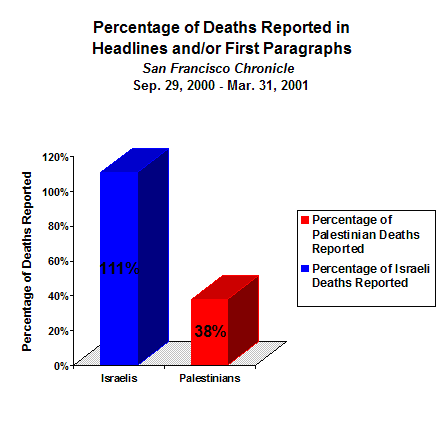 Percentage of Deaths Reported in
Headlines and/or First Paragraphs
San Francisco Chronicle
Sep. 29, 2000 - Mar. 31, 2001
Percentage of Deaths Reported
120%
100%
80%
60%
40%
20%
0%
111%
38%
Israelis
Palestinians
Percentage of
Palestinian Deaths
Reported
Percentage of Israeli
Deaths Reported